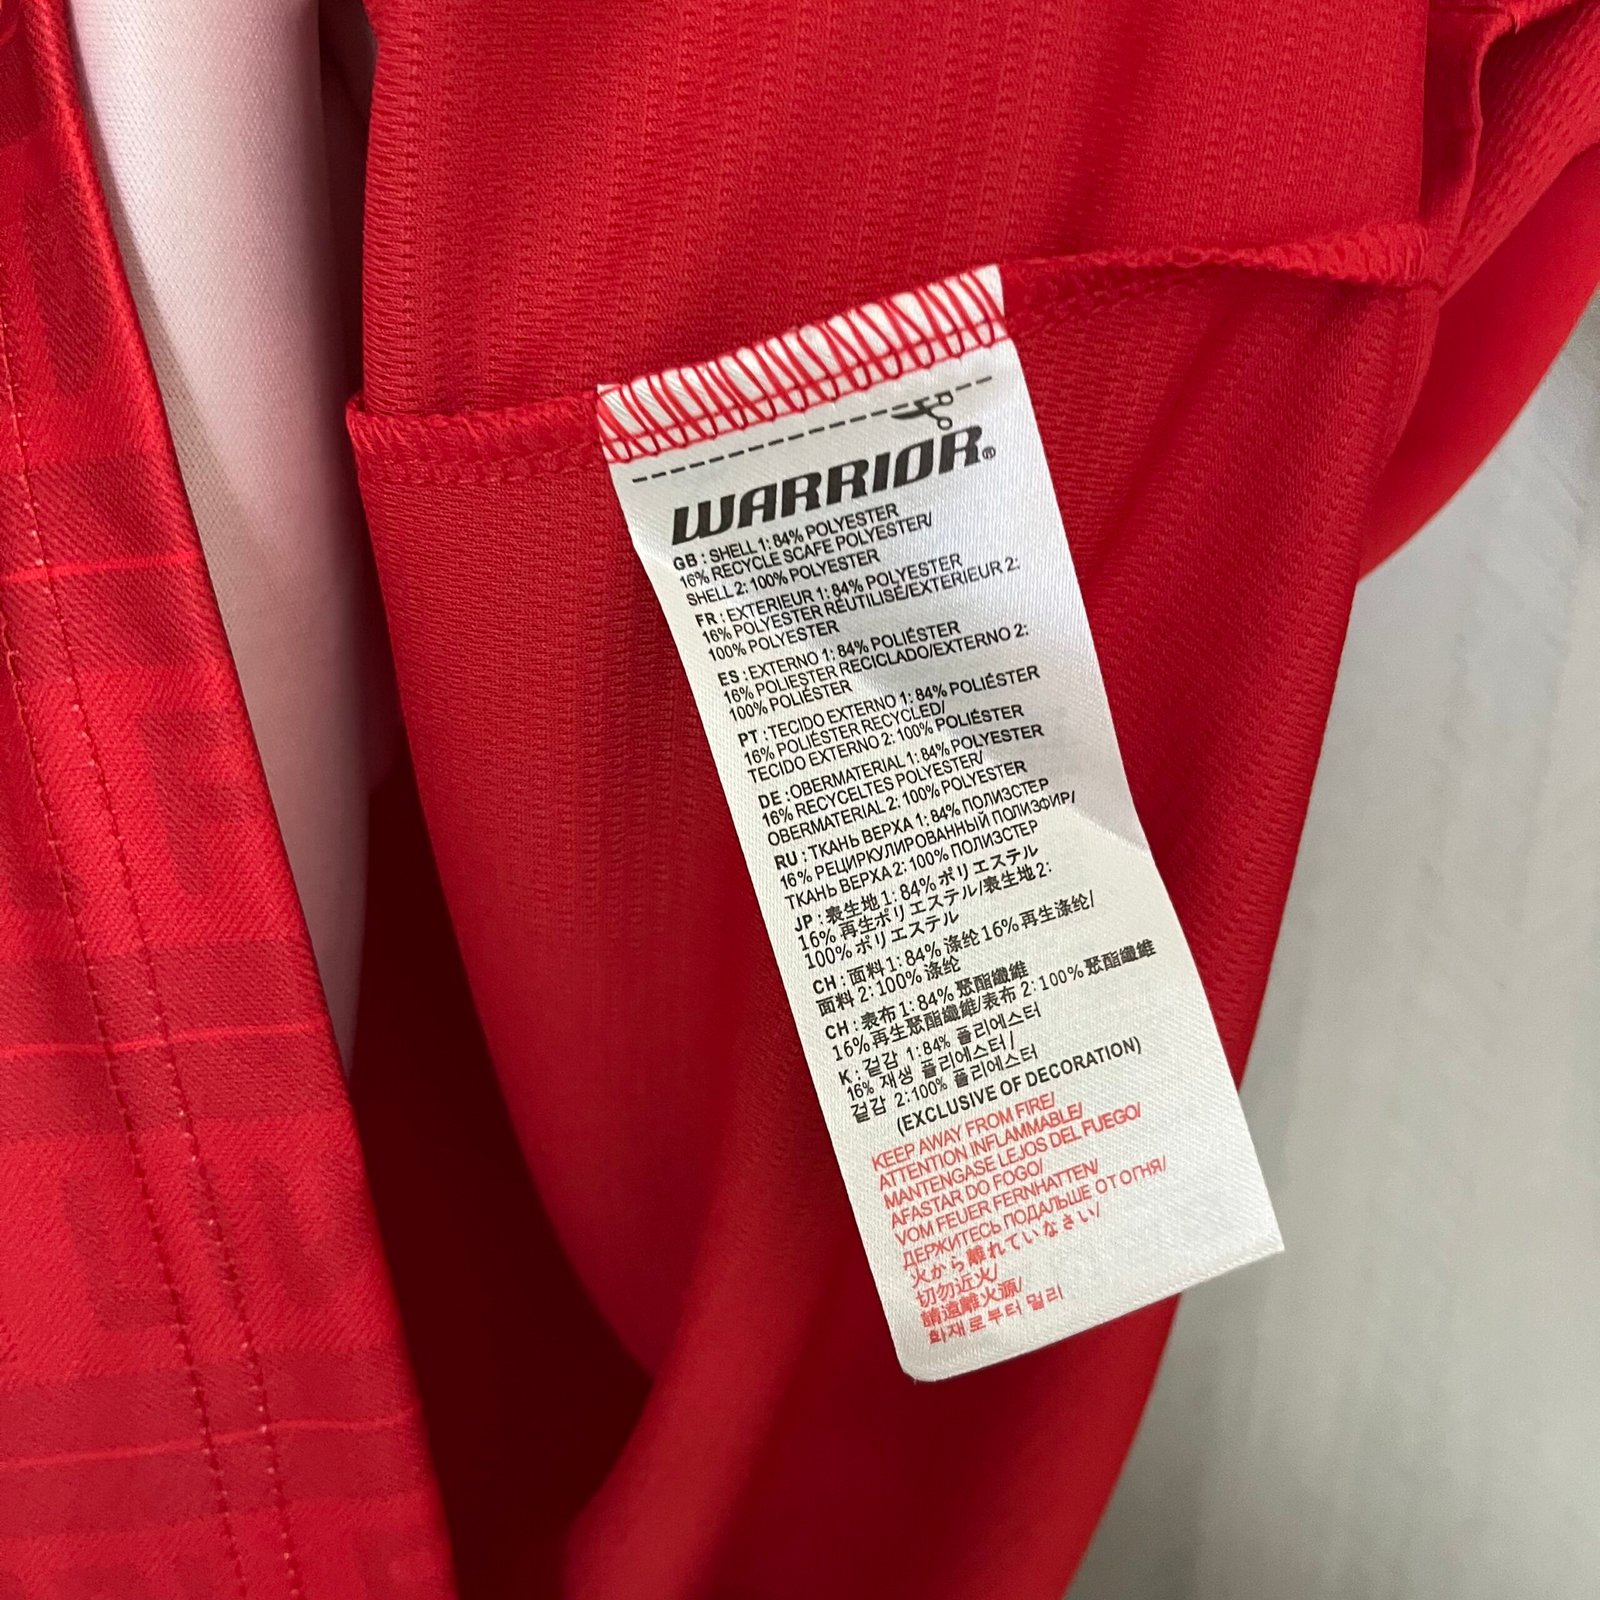 WARRIOR®
GB : SHELL 1: 84% POLYESTER
16% RECYCLE SCAFE POLYESTER/
SHELL 2: 100% POLYESTER
FR : EXTERIEUR 1: 84% POLYESTER
16% POLYESTER RÉUTILISÉ/EXTERIEUR 2:
100% POLYESTER
ES : EXTERNO 1: 84% POLIÉSTER
16% POLIESTER RECICLADO/EXTERNO 2:
100% POLIÉSTER
PT : TECIDO EXTERNO 1: 84% POLIÉSTER
16% POLIÉSTER RECYCLED/
TECIDO EXTERNO 2: 100% POLIÉSTER
DE : OBERMATERIAL 1: 84% POLYESTER
16% RECYCELTES POLYESTER/
OBERMATERIAL 2: 100% POLYESTER
RU : ТКАНЬ ВЕРХА 1: 84% ПОЛИЭСТЕР
16% РЕЦИРКУЛИРОВАННЫЙ ПОЛИЭФИР/
ТКАНЬ ВЕРХА 2: 100% ПОЛИЭСТЕР
JP :表生地 1: 84% ポリエステル
16% 再生ポリエステル/表生地 2:
100% ポリエステル
CH : 面料 1: 84% 涤纶 16% 再生涤纶/
面料 2: 100% 涤纶
CH : 表布 1: 84% 聚酯纖維
16% 再生聚酯纖維/表布 2: 100% 聚酯纖維
K : 겉감 1:84% 폴리에스터
16% 재생 폴리에스터 /
겉감 2:100% 폴리에스터
(EXCLUSIVE OF DECORATION)
KEEP AWAY FROM FIRE/
ATTENTION INFLAMMABLE/
MANTENGASE LEJOS DEL FUEGO/
AFASTAR DO FOGO/
VOM FEUER FERNHATTEN/
ДЕРЖИТЕСЬ ПОДАЛЬШЕ ОТ ОГНЯ/
火から離れていなさい/
切勿近火/
請遠離火源/
화재로부터 멀리